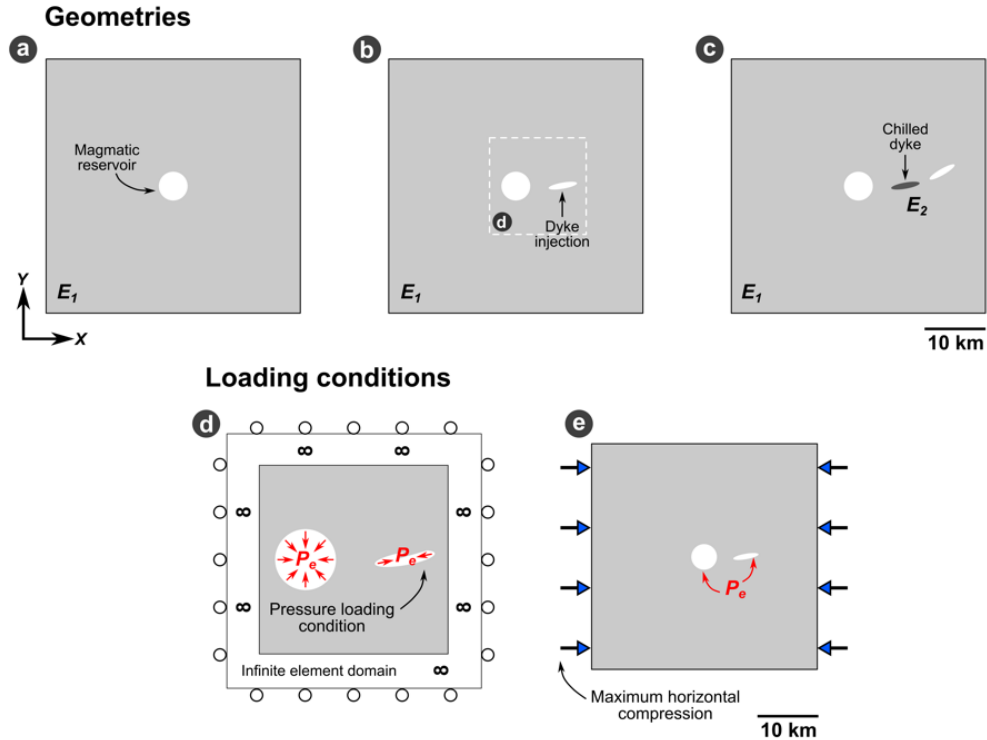 Geometries
a
b
c
Magmatic
reservoir
Chilled
dyke
E2
d
Dyke
injection
Y
E1
E1
E1
X
10 km
Loading conditions
d
e
∞ ∞
∞ ∞
Pe
Pe
Pe
∞ ∞
Pressure loading
condition
Infinite element domain ∞
Maximum horizontal
compression
10 km